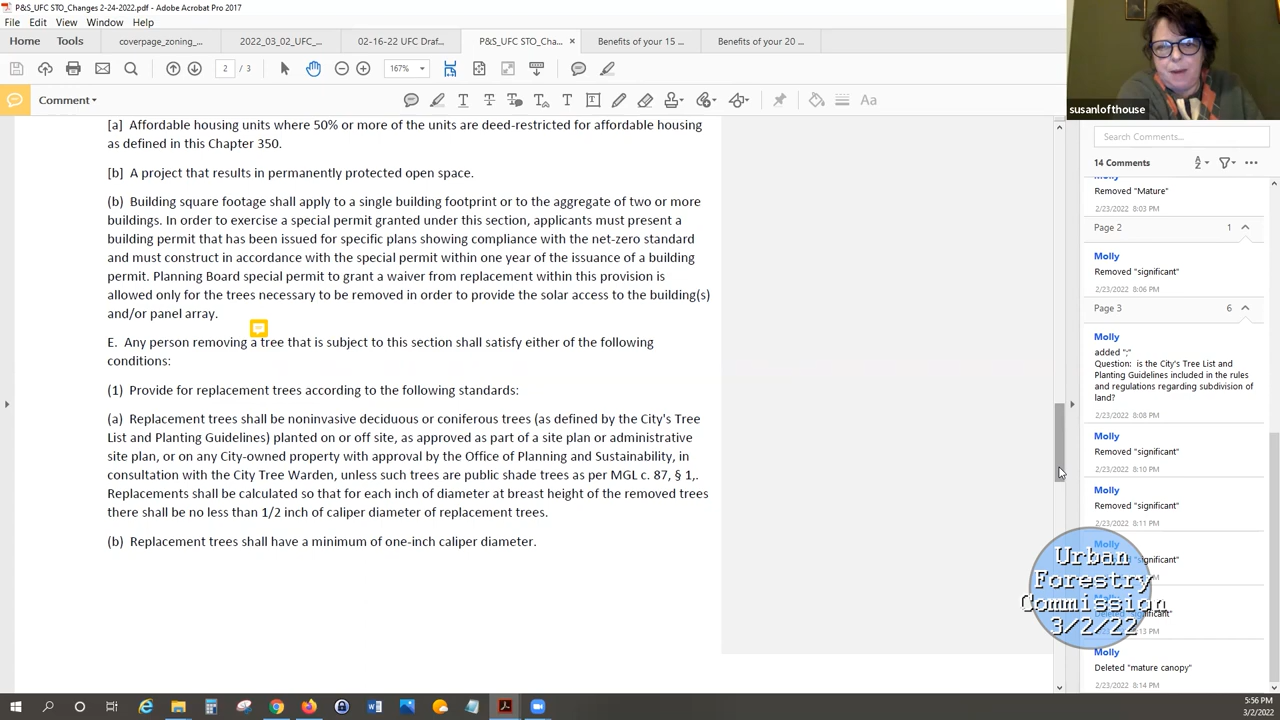 P&S_UFC STO_Changes 2-24-2022.pdf - Adobe Acrobat Pro 2017
File Edit View Window Help
Home Tools coverpage_zoning_... 2022_03_02_UFC_... 02-16-22 UFC Draf... P&S_UFC STO_Cha... × Benefits of your 15 ... Benefits of your 20 ...
2 / 3 167%
Comment
Aa
susanlofthouse
[a] Affordable housing units where 50% or more of the units are deed-restricted for affordable housing
as defined in this Chapter 350.
[b] A project that results in permanently protected open space.
(b) Building square footage shall apply to a single building footprint or to the aggregate of two or more
buildings. In order to exercise a special permit granted under this section, applicants must present a
building permit that has been issued for specific plans showing compliance with the net-zero standard
and must construct in accordance with the special permit within one year of the issuance of a building
permit. Planning Board special permit to grant a waiver from replacement within this provision is
allowed only for the trees necessary to be removed in order to provide the solar access to the building(s)
and/or panel array.
E. Any person removing a tree that is subject to this section shall satisfy either of the following
conditions:
(1) Provide for replacement trees according to the following standards:
(a) Replacement trees shall be noninvasive deciduous or coniferous trees (as defined by the City's Tree
List and Planting Guidelines) planted on or off site, as approved as part of a site plan or administrative
site plan, or on any City-owned property with approval by the Office of Planning and Sustainability, in
consultation with the City Tree Warden, unless such trees are public shade trees as per MGL c. 87, § 1,.
Replacements shall be calculated so that for each inch of diameter at breast height of the removed trees
there shall be no less than 1/2 inch of caliper diameter of replacement trees.
(b) Replacement trees shall have a minimum of one-inch caliper diameter.
Search Comments...
14 Comments
Molly
Removed "Mature"
2/23/2022 8:03 PM
Page 2 1
Molly
Removed "significant"
2/23/2022 8:06 PM
Page 3 6
Molly
added ";"
Question: is the City's Tree List and
Planting Guidelines included in the rules
and regulations regarding subdivision of
land?
2/23/2022 8:08 PM
Molly
Removed "significant"
2/23/2022 8:10 PM
Molly
Removed "significant"
2/23/2022 8:11 PM
Molly
"significant"
PM
Molly
"significant"
:13 PM
Molly
Deleted "mature canopy"
2/23/2022 8:14 PM
Urban
Forestry
Commission
3/2/22
5:56 PM
3/2/2022